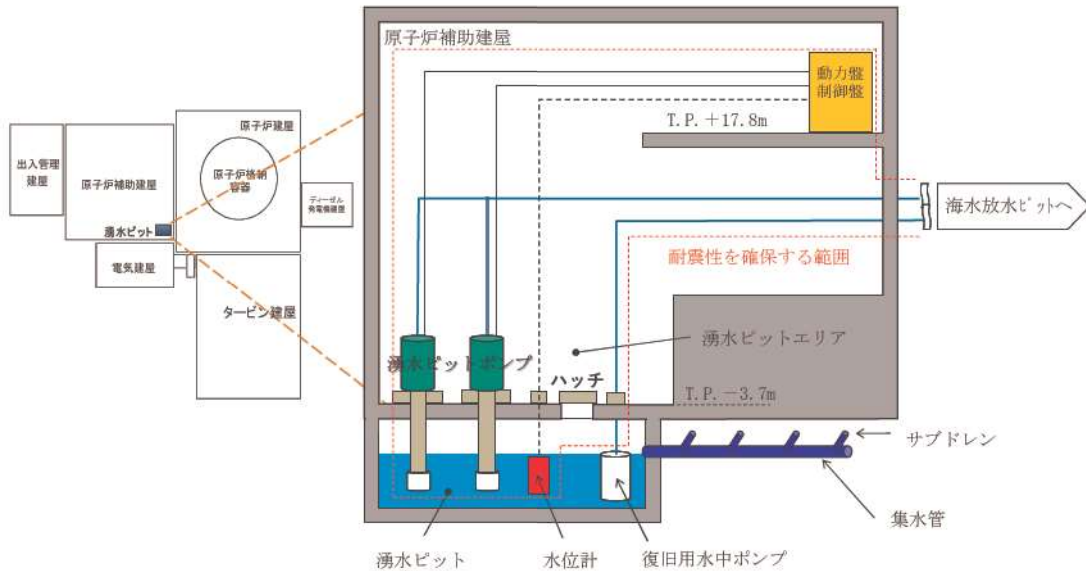 原子炉補助建屋
動力盤
制御盤
T.P.＋17.8m
原子炉建屋
出入管理
建屋
原子炉補助建屋
原子炉格納
容器
ディーゼル
発電機建屋
海水放水ﾋﾟｯﾄへ
湧水ピット
電気建屋
耐震性を確保する範囲
タービン建屋
湧水ピットエリア
湧水ピットポンプ
ハッチ
T.P.－3.7m
サブドレン
集水管
湧水ピット
水位計
復旧用水中ポンプ